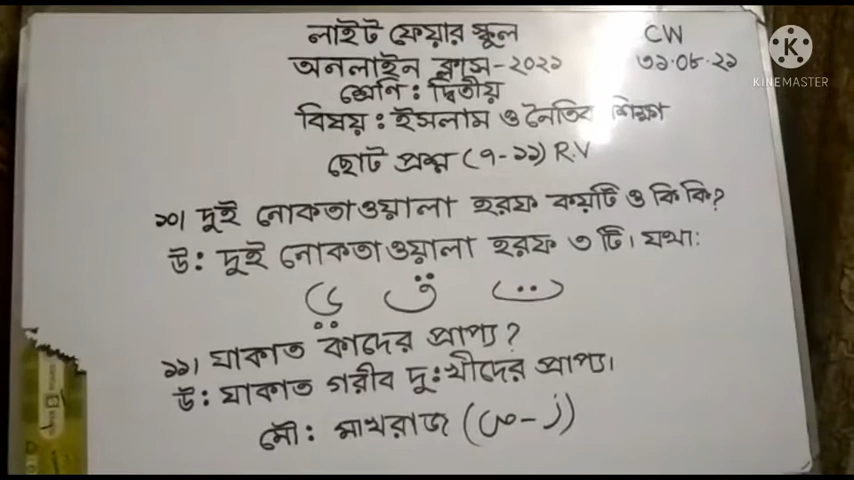 লাইট ফেয়ার স্কুল
CW
অনলাইন ক্লাস-২০২১
৩১·০৮·২১
শ্রেণি : দ্বিতীয়
বিষয় : ইসলাম ও নৈতিক শিক্ষা
ছোট প্রশ্ন (৭-১১) R.V
১০। দুই নোকতাওয়ালা হরফ কয়টি ও কি কি?
উ: দুই নোকতাওয়ালা হরফ ৩ টি। যথা:
ي ق ت
১১। যাকাত কাদের প্রাপ্য?
উ: যাকাত গরীব দু:খীদের প্রাপ্য।
মৌ: মাখরাজ (س-ز)
K
KINEMASTER